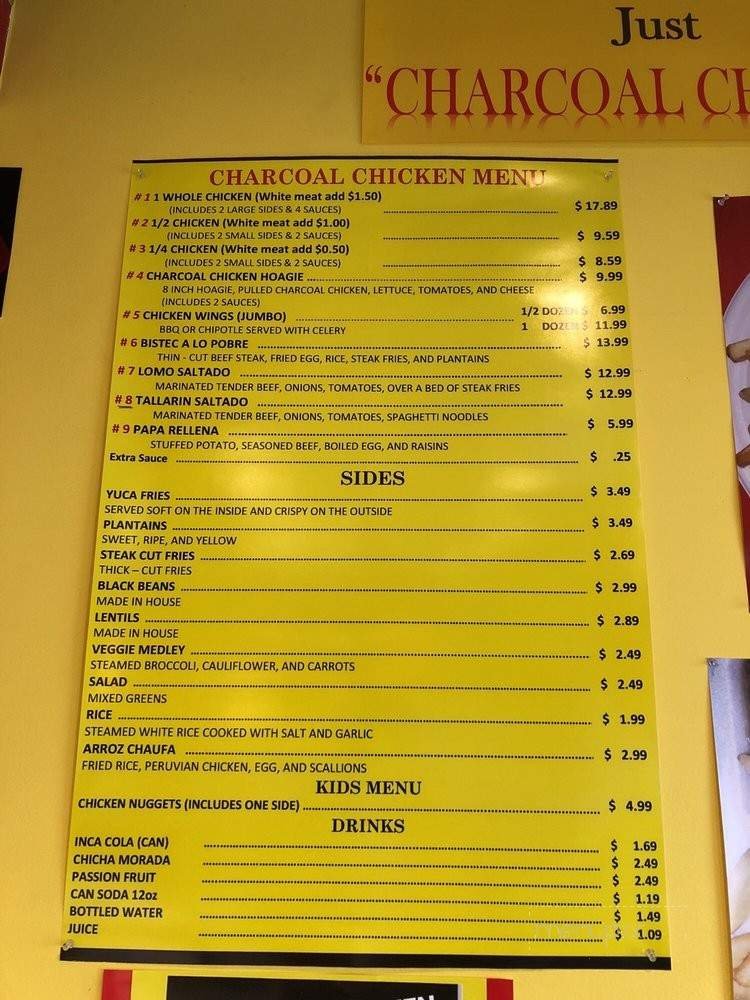 Just
"CHARCOAL CH
CHARCOAL CHICKEN MENU
# 1 1 WHOLE CHICKEN (White meat add $1.50)
(INCLUDES 2 LARGE SIDES & 4 SAUCES) $ 17.89
# 2 1/2 CHICKEN (White meat add $1.00)
(INCLUDES 2 SMALL SIDES & 2 SAUCES) $ 9.59
# 3 1/4 CHICKEN (White meat add $0.50)
(INCLUDES 2 SMALL SIDES & 2 SAUCES) $ 8.59
# 4 CHARCOAL CHICKEN HOAGIE $ 9.99
8 INCH HOAGIE, PULLED CHARCOAL CHICKEN, LETTUCE, TOMATOES, AND CHEESE
(INCLUDES 2 SAUCES)
# 5 CHICKEN WINGS (JUMBO) 1/2 DOZEN $ 6.99
BBQ OR CHIPOTLE SERVED WITH CELERY 1 DOZEN $ 11.99
# 6 BISTEC A LO POBRE $ 13.99
THIN - CUT BEEF STEAK, FRIED EGG, RICE, STEAK FRIES, AND PLANTAINS
# 7 LOMO SALTADO $ 12.99
MARINATED TENDER BEEF, ONIONS, TOMATOES, OVER A BED OF STEAK FRIES
# 8 TALLARIN SALTADO $ 12.99
MARINATED TENDER BEEF, ONIONS, TOMATOES, SPAGHETTI NOODLES
# 9 PAPA RELLENA $ 5.99
STUFFED POTATO, SEASONED BEEF, BOILED EGG, AND RAISINS
Extra Sauce $ .25
SIDES
YUCA FRIES $ 3.49
SERVED SOFT ON THE INSIDE AND CRISPY ON THE OUTSIDE
PLANTAINS $ 3.49
SWEET, RIPE, AND YELLOW
STEAK CUT FRIES $ 2.69
THICK – CUT FRIES
BLACK BEANS $ 2.99
MADE IN HOUSE
LENTILS $ 2.89
MADE IN HOUSE
VEGGIE MEDLEY $ 2.49
STEAMED BROCCOLI, CAULIFLOWER, AND CARROTS
SALAD $ 2.49
MIXED GREENS
RICE $ 1.99
STEAMED WHITE RICE COOKED WITH SALT AND GARLIC
ARROZ CHAUFA $ 2.99
FRIED RICE, PERUVIAN CHICKEN, EGG, AND SCALLIONS
KIDS MENU
CHICKEN NUGGETS (INCLUDES ONE SIDE) $ 4.99
DRINKS
INCA COLA (CAN) $ 1.69
CHICHA MORADA $ 2.49
PASSION FRUIT $ 2.49
CAN SODA 12oz $ 1.19
BOTTLED WATER $ 1.49
JUICE $ 1.09